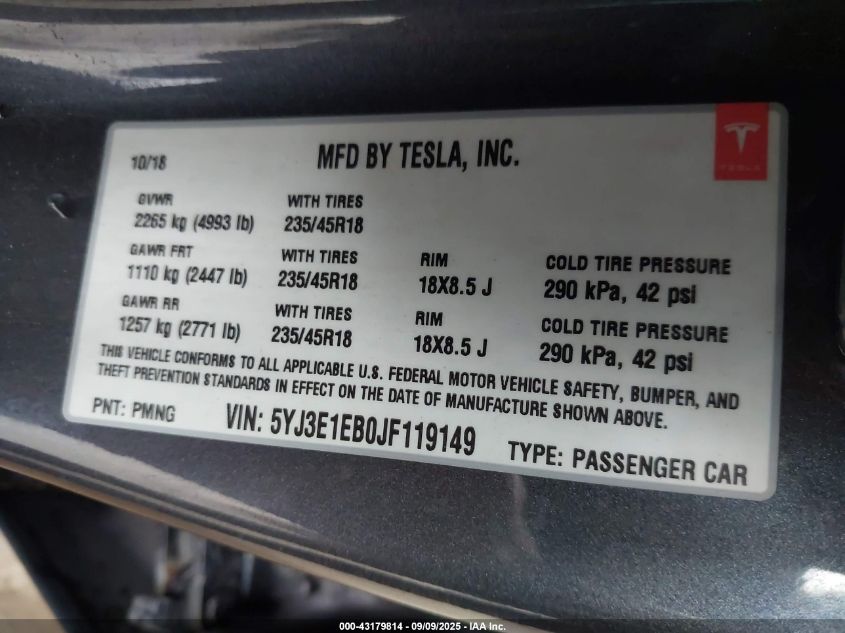 10/18
MFD BY TESLA, INC.
TESLA
GVWR
2265 kg (4993 lb)
WITH TIRES
235/45R18
GAWR FRT
1110 kg (2447 lb)
WITH TIRES
235/45R18
RIM
18X8.5 J
COLD TIRE PRESSURE
290 kPa, 42 psi
GAWR RR
1257 kg (2771 lb)
WITH TIRES
235/45R18
RIM
18X8.5 J
COLD TIRE PRESSURE
290 kPa, 42 psi
THIS VEHICLE CONFORMS TO ALL APPLICABLE U.S. FEDERAL MOTOR VEHICLE SAFETY, BUMPER, AND
THEFT PREVENTION STANDARDS IN EFFECT ON THE DATE OF MANUFACTURE SHOWN ABOVE.
PNT: PMNG
VIN: 5YJ3E1EB0JF119149
TYPE: PASSENGER CAR
000-43179814 - 09/09/2025 - IAA Inc.